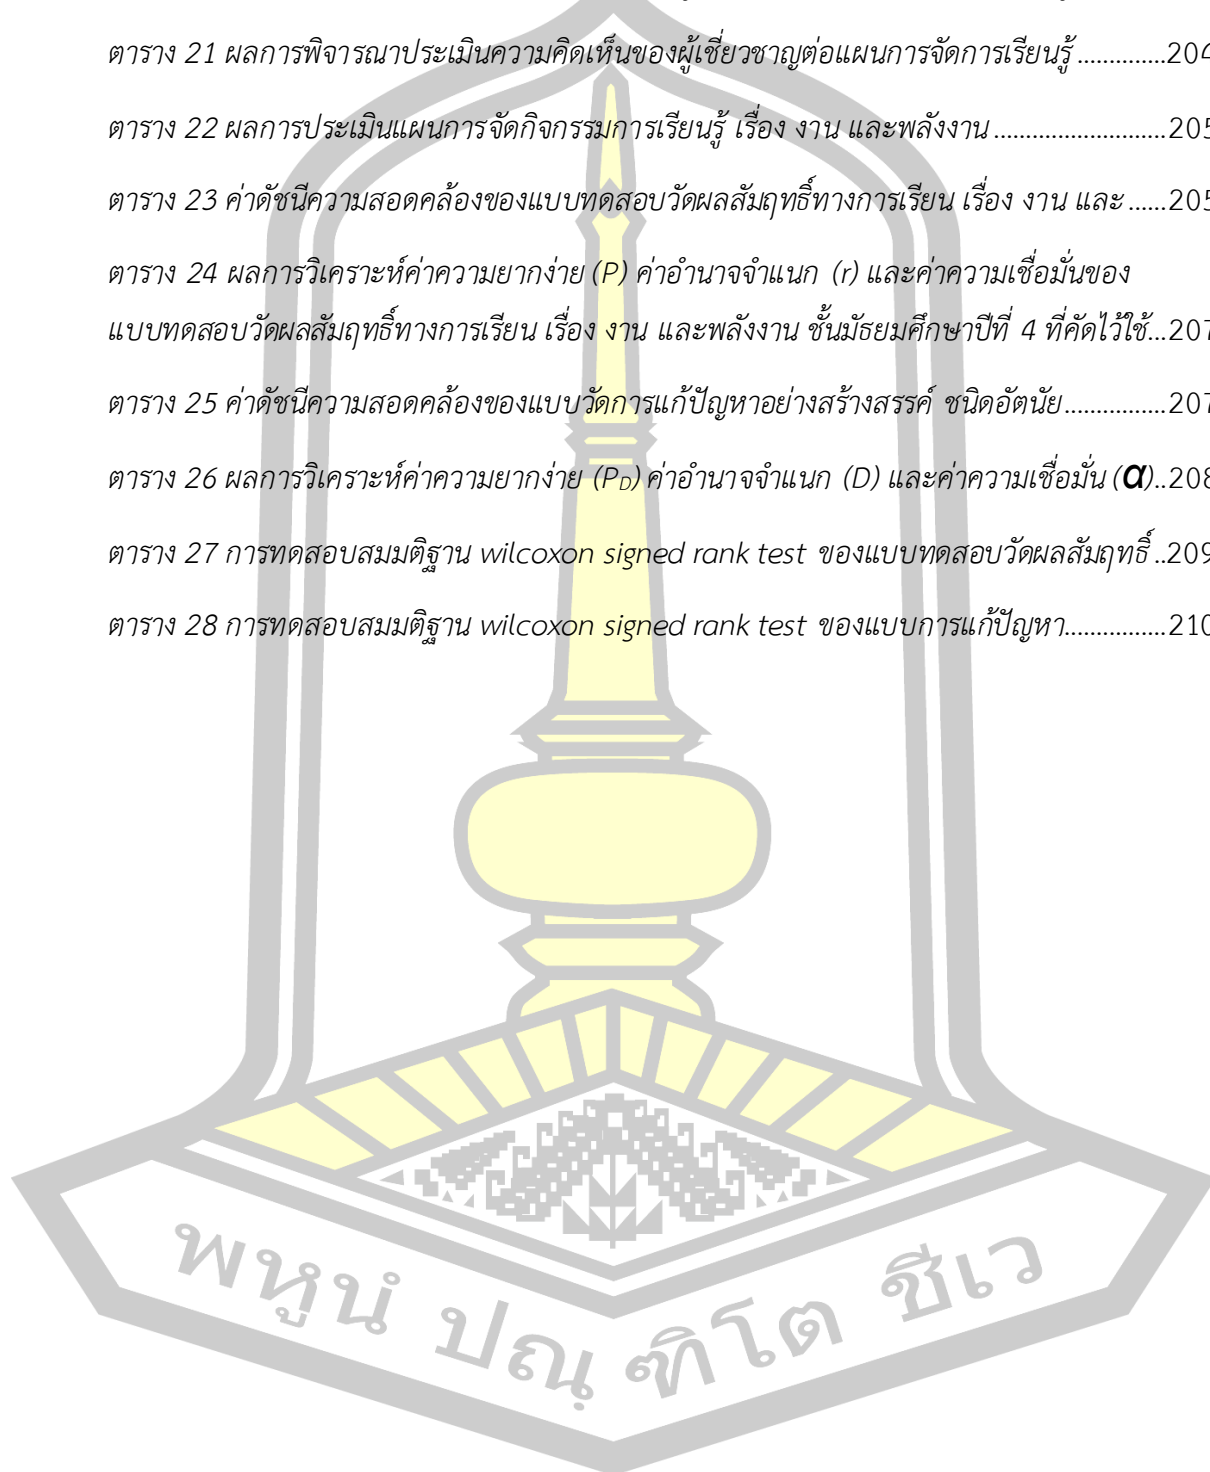 ตาราง 21 ผลการพิจารณาประเมินความคิดเห็นของผู้เชี่ยวชาญต่อแผนการจัดการเรียนรู้ ..............204
ตาราง 22 ผลการประเมินแผนการจัดกิจกรรมการเรียนรู้ เรื่อง งาน และพลังงาน ...........................205
ตาราง 23 ค่าดัชนีความสอดคล้องของแบบทดสอบวัดผลสัมฤทธิ์ทางการเรียน เรื่อง งาน และ ......205
ตาราง 24 ผลการวิเคราะห์ค่าความยากง่าย (P) ค่าอำนาจจำแนก (r) และค่าความเชื่อมั่นของ
แบบทดสอบวัดผลสัมฤทธิ์ทางการเรียน เรื่อง งาน และพลังงาน ชั้นมัธยมศึกษาปีที่ 4 ที่คัดไว้ใช้...207
ตาราง 25 ค่าดัชนีความสอดคล้องของแบบวัดการแก้ปัญหาอย่างสร้างสรรค์ ชนิดอัตนัย................207
ตาราง 26 ผลการวิเคราะห์ค่าความยากง่าย (P_D) ค่าอำนาจจำแนก (D) และค่าความเชื่อมั่น (α)..208
ตาราง 27 การทดสอบสมมติฐาน wilcoxon signed rank test ของแบบทดสอบวัดผลสัมฤทธิ์ ..209
ตาราง 28 การทดสอบสมมติฐาน wilcoxon signed rank test ของแบบการแก้ปัญหา................210
พหูนํ ปณฺฑิโต ชีเว